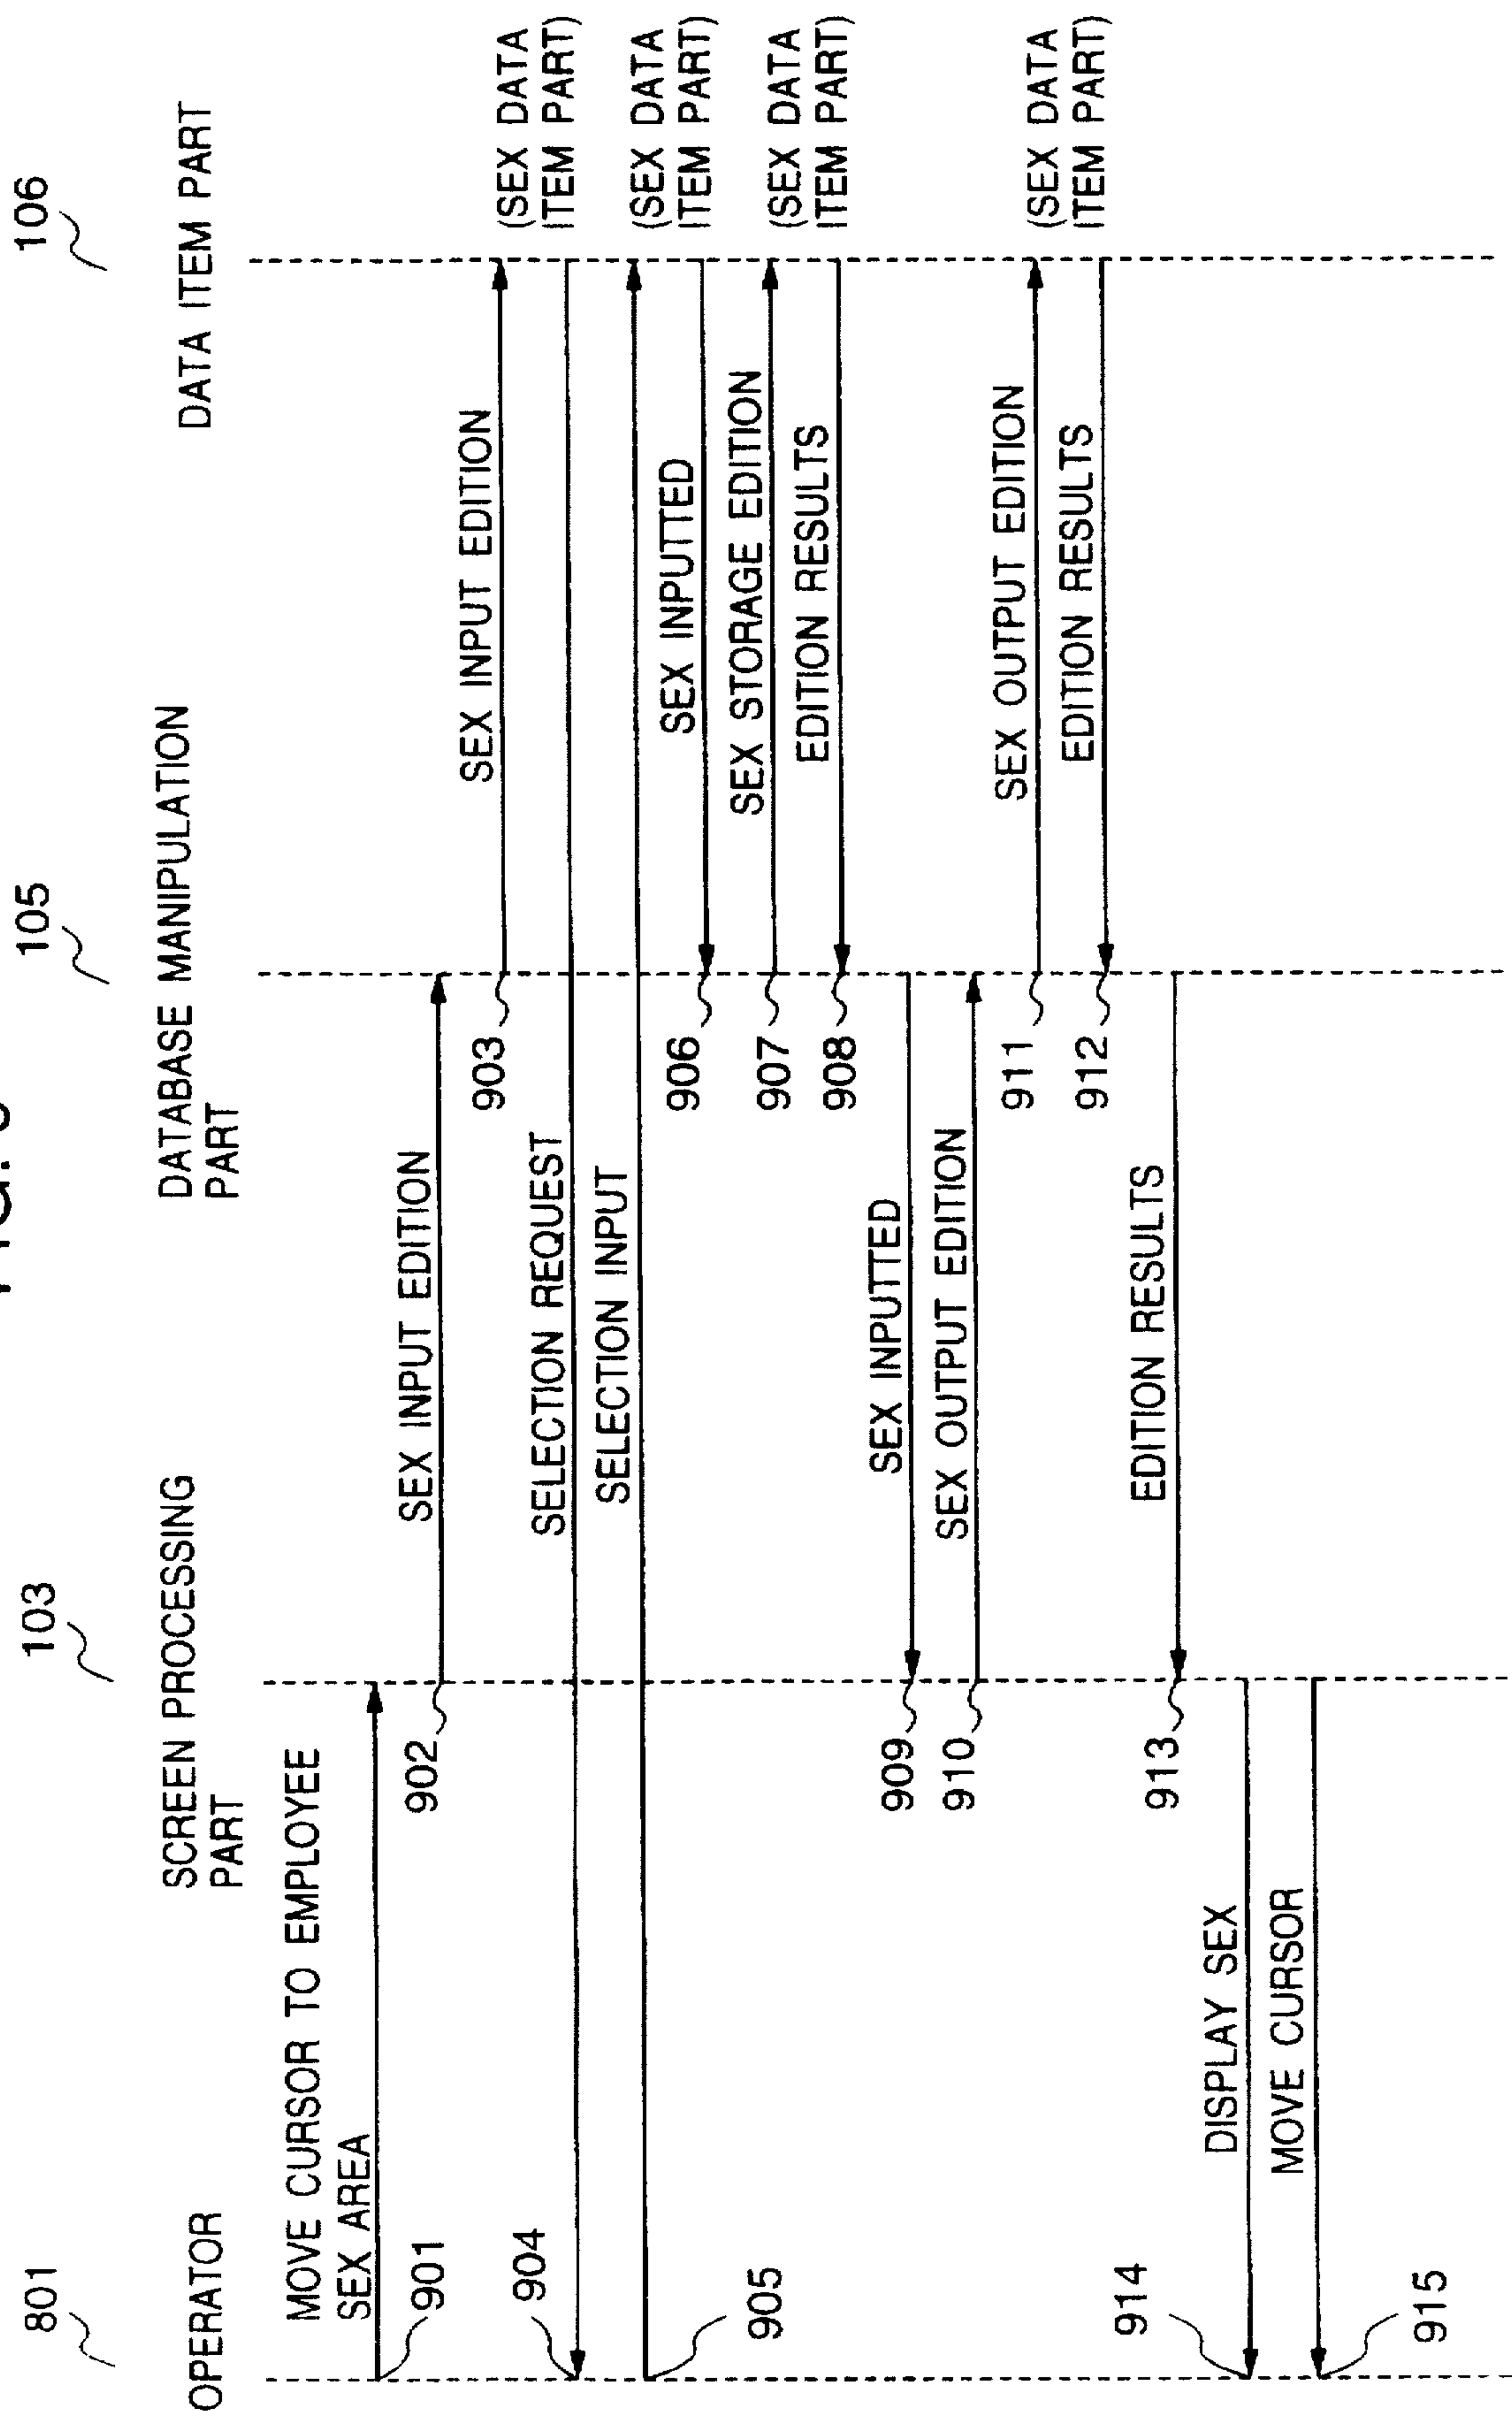 801
OPERATOR
103
SCREEN PROCESSING
PART
105
DATABASE MANIPULATION
PART
106
DATA ITEM PART
MOVE CURSOR TO EMPLOYEE
SEX AREA
901
902
SEX INPUT EDITION
903
SEX INPUT EDITION
(SEX DATA
ITEM PART)
904
SELECTION REQUEST
905
SELECTION INPUT
(SEX DATA
ITEM PART)
906
SEX INPUTTED
907
SEX STORAGE EDITION
(SEX DATA
ITEM PART)
908
EDITION RESULTS
909
SEX INPUTTED
910
SEX OUTPUT EDITION
911
SEX OUTPUT EDITION
(SEX DATA
ITEM PART)
912
EDITION RESULTS
913
EDITION RESULTS
914
DISPLAY SEX
915
MOVE CURSOR